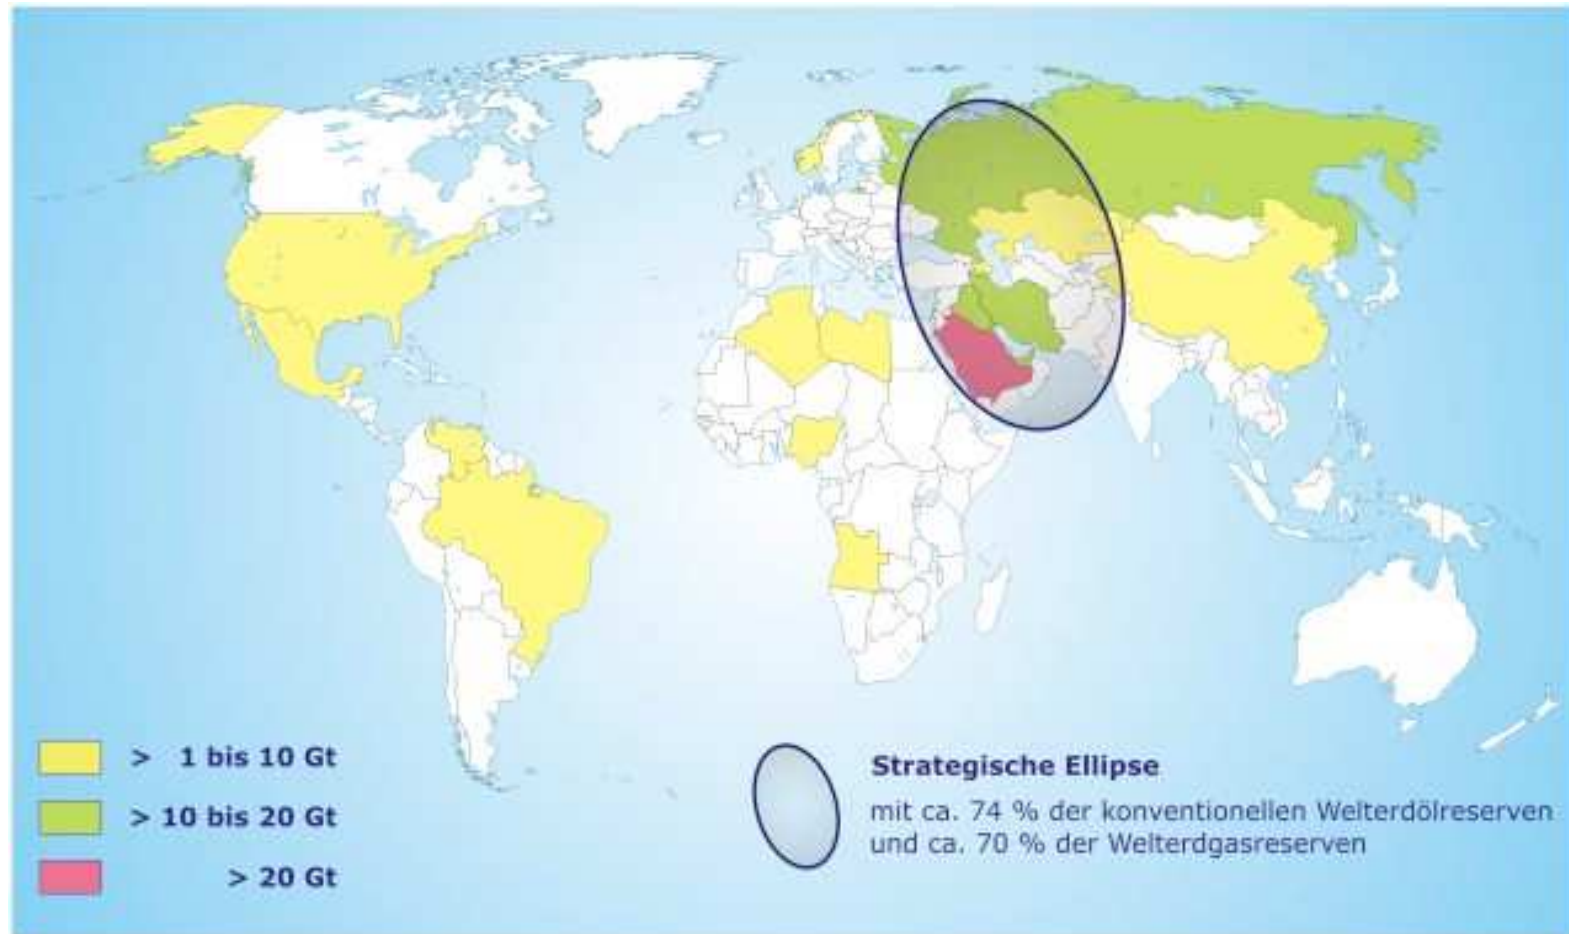 > 1 bis 10 Gt
> 10 bis 20 Gt
> 20 Gt
Strategische Ellipse
mit ca. 74 % der konventionellen Welterdölreserven
und ca. 70 % der Welterdgasreserven